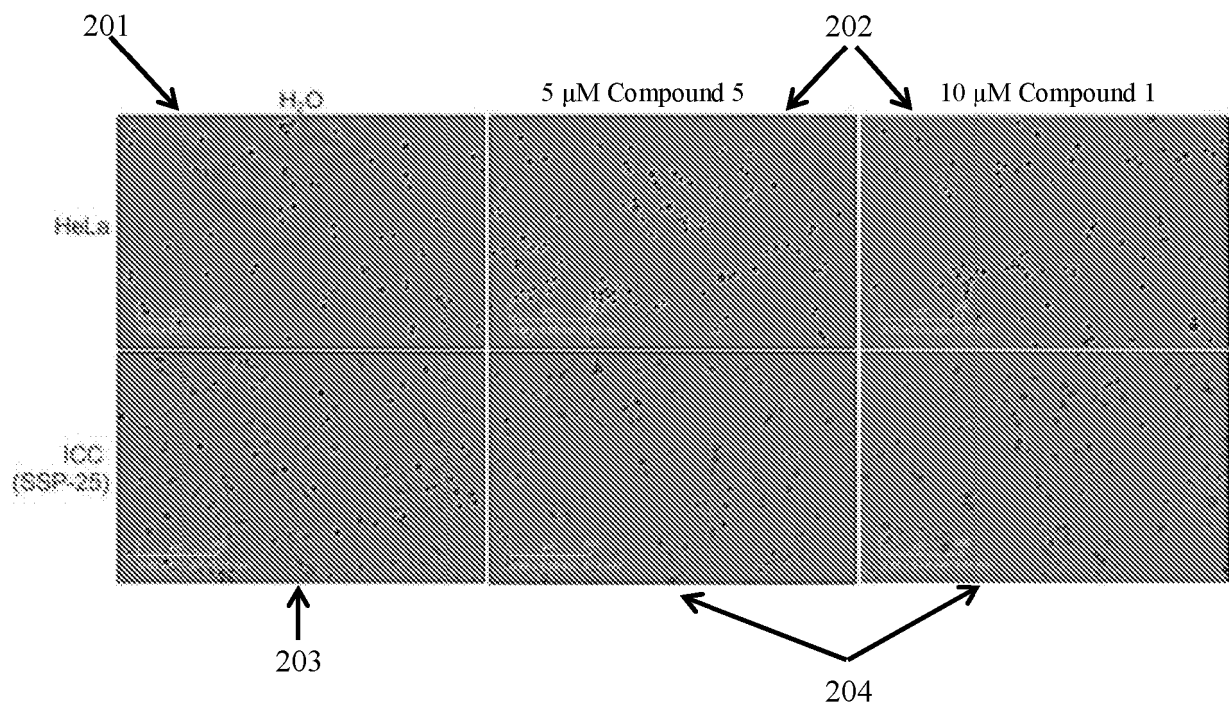 201
202
H₂O
5 μM Compound 5
10 μM Compound 1
HeLa
ICC
(SSP-25)
203
204